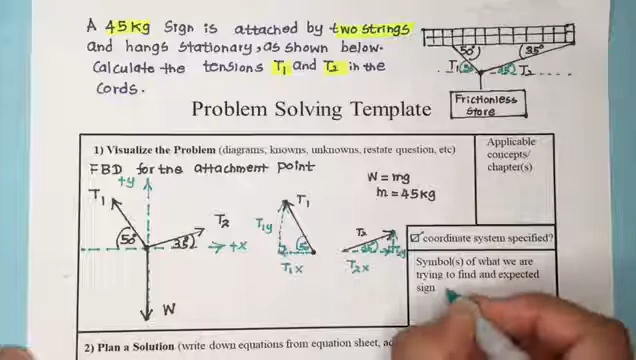 A 45kg Sign is attached by two strings
and hangs stationary, as shown below.
Calculate the tensions T1 and T2 in the
cords.
50° 35°
T1 50 35° T2
Frictionless
Store
Problem Solving Template
1) Visualize the Problem (diagrams, knowns, unknowns, restate question, etc)
Applicable
concepts/
chapter(s)
FBD for the attachment point
+y
T1
50°
T2
35°
+x
W
T1
T1y
50
T1x
T2
35
T2y
T2x
W = mg
m = 45kg
coordinate system specified?
Symbol(s) of what we are
trying to find and expected
sign
2) Plan a Solution (write down equations from equation sheet,